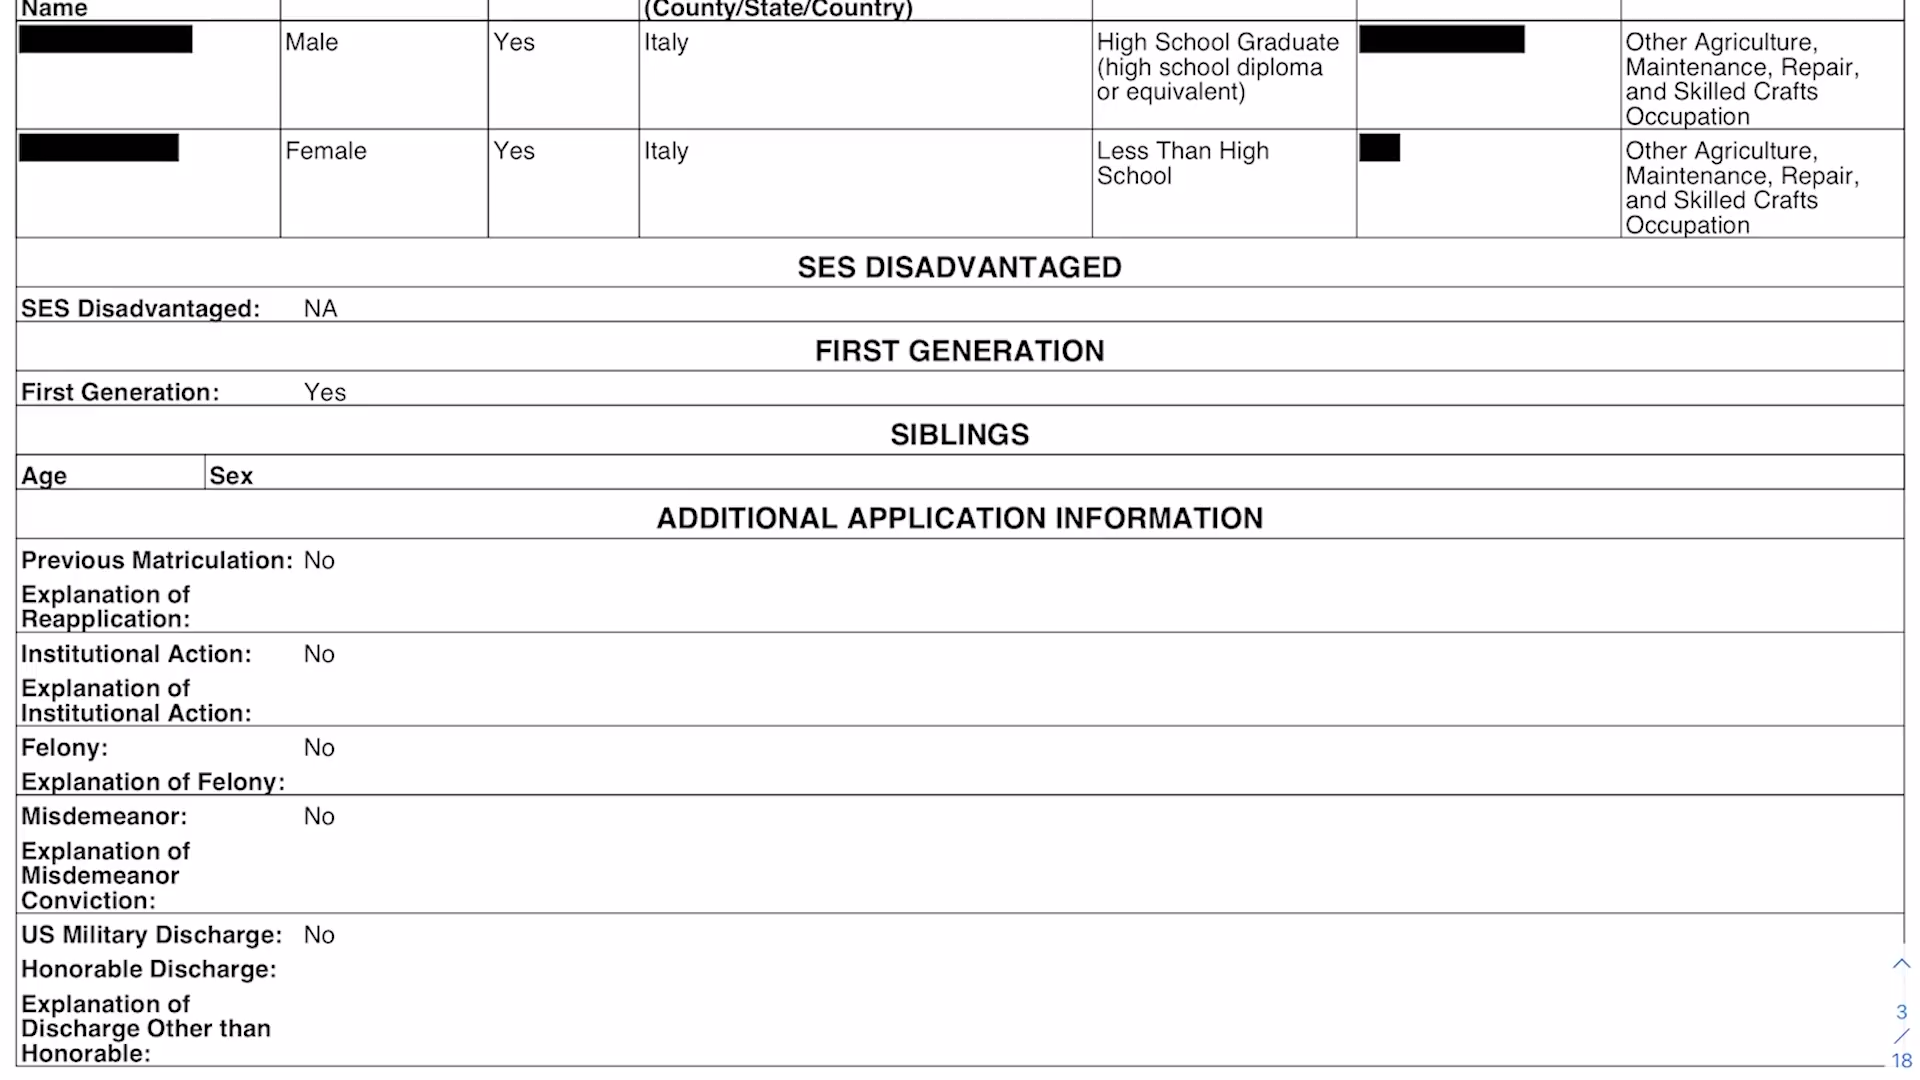 Name (County/State/Country)
Male Yes Italy High School Graduate Other Agriculture,
(high school diploma Maintenance, Repair,
or equivalent) and Skilled Crafts
Occupation
Female Yes Italy Less Than High Other Agriculture,
School Maintenance, Repair,
and Skilled Crafts
Occupation
SES DISADVANTAGED
SES Disadvantaged: NA
FIRST GENERATION
First Generation: Yes
SIBLINGS
Age Sex
ADDITIONAL APPLICATION INFORMATION
Previous Matriculation: No
Explanation of
Reapplication:
Institutional Action: No
Explanation of
Institutional Action:
Felony: No
Explanation of Felony:
Misdemeanor: No
Explanation of
Misdemeanor
Conviction:
US Military Discharge: No
Honorable Discharge:
Explanation of
Discharge Other than
Honorable:
3
/
18